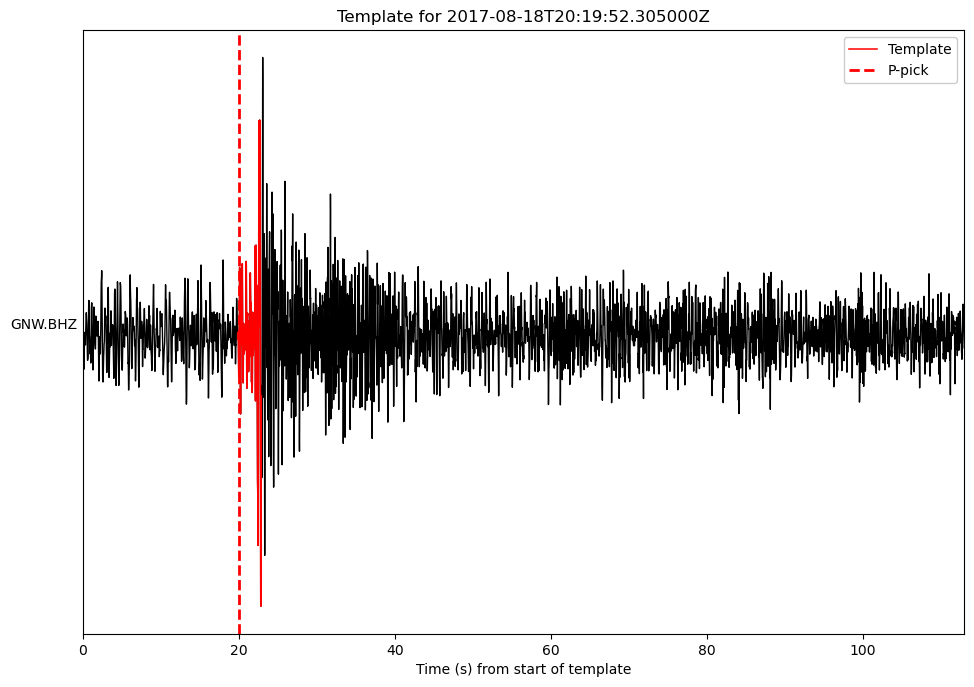 Template for 2017-08-18T20:19:52.305000Z
Template
P-pick
GNW.BHZ
0 20 40 60 80 100
Time (s) from start of template